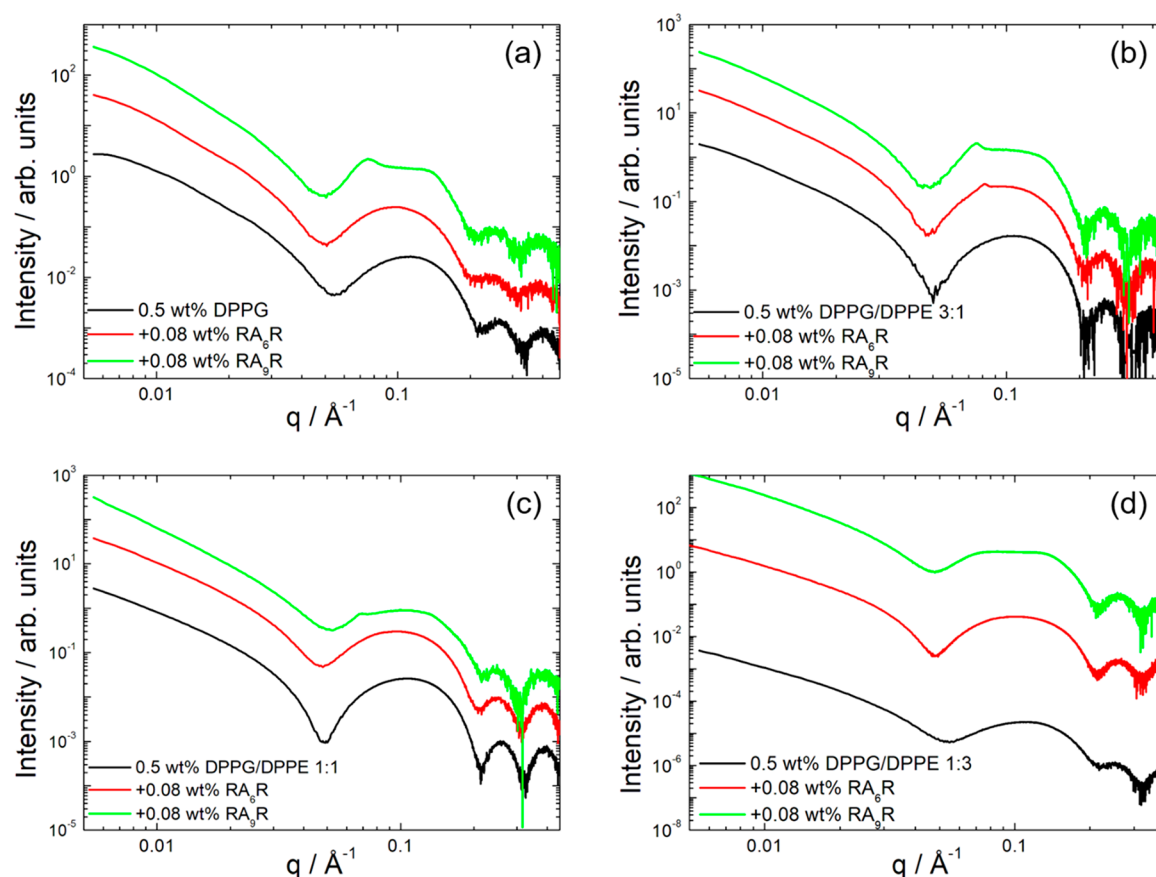 (a)
Intensity / arb. units
10²
10⁰
10⁻²
10⁻⁴
0.5 wt% DPPG
+0.08 wt% RA₆R
+0.08 wt% RA₉R
0.01
0.1
q / Å⁻¹
(b)
Intensity / arb. units
10³
10¹
10⁻¹
10⁻³
10⁻⁵
0.5 wt% DPPG/DPPE 3:1
+0.08 wt% RA₆R
+0.08 wt% RA₉R
0.01
0.1
q / Å⁻¹
(c)
Intensity / arb. units
10³
10¹
10⁻¹
10⁻³
10⁻⁵
0.5 wt% DPPG/DPPE 1:1
+0.08 wt% RA₆R
+0.08 wt% RA₉R
0.01
0.1
q / Å⁻¹
(d)
Intensity / arb. units
10²
10⁰
10⁻²
10⁻⁴
10⁻⁶
10⁻⁸
0.5 wt% DPPG/DPPE 1:3
+0.08 wt% RA₆R
+0.08 wt% RA₉R
0.01
0.1
q / Å⁻¹